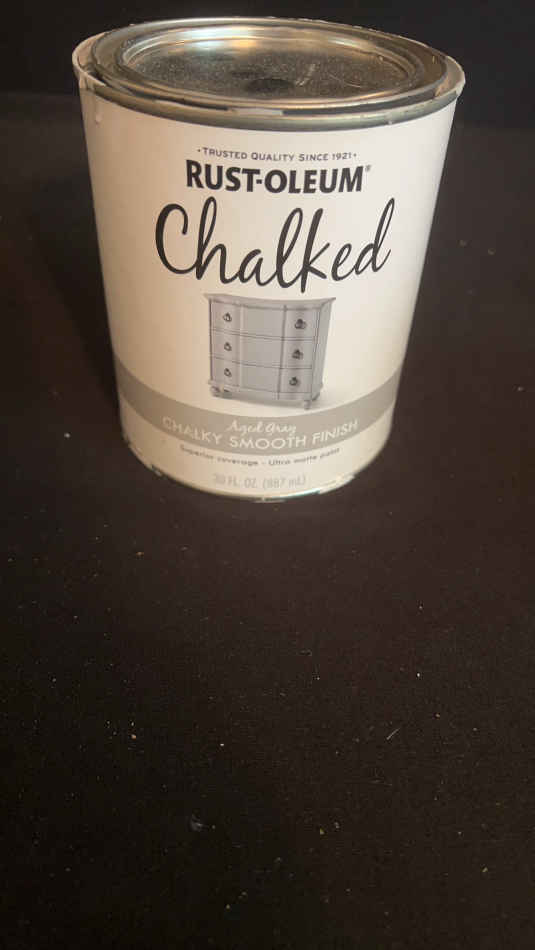 • TRUSTED QUALITY SINCE 1921 •
RUST-OLEUM®
Chalked
Aged Gray
CHALKY SMOOTH FINISH
Superior coverage - Ultra matte paint
30 FL. OZ. (887 mL)